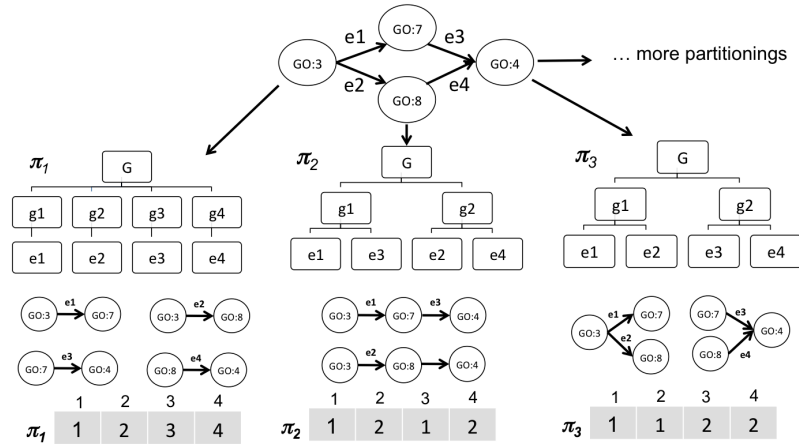 GO:7
e1 e3
GO:3 GO:4 … more partitionings
e2 e4
GO:8
π1 G
g1 g2 g3 g4
e1 e2 e3 e4
π2 G
g1 g2
e1 e3 e2 e4
π3 G
g1 g2
e1 e2 e3 e4
GO:3 e1 GO:7 GO:3 e2 GO:8
GO:7 e3 GO:4 GO:8 e4 GO:4
1 2 3 4
π1 1 2 3 4
GO:3 e1 GO:7 e3 GO:4
GO:3 e2 GO:8 GO:4
1 2 3 4
π2 1 2 1 2
GO:7 GO:7
e1 e3
GO:3 GO:4
e2 e4
GO:8 GO:8
1 2 3 4
π3 1 1 2 2